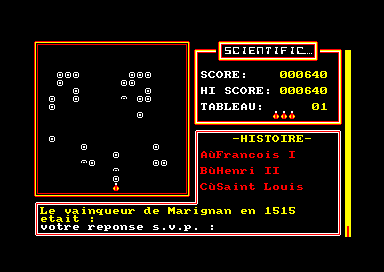 SCIENTIFIC...
SCORE: 000640
HI SCORE: 000640
TABLEAU: 01
-HISTOIRE-
AùFrancois I
BùHenri II
CùSaint Louis
Le vainqueur de Marignan en 1515
etait :
votre reponse s.v.p. :